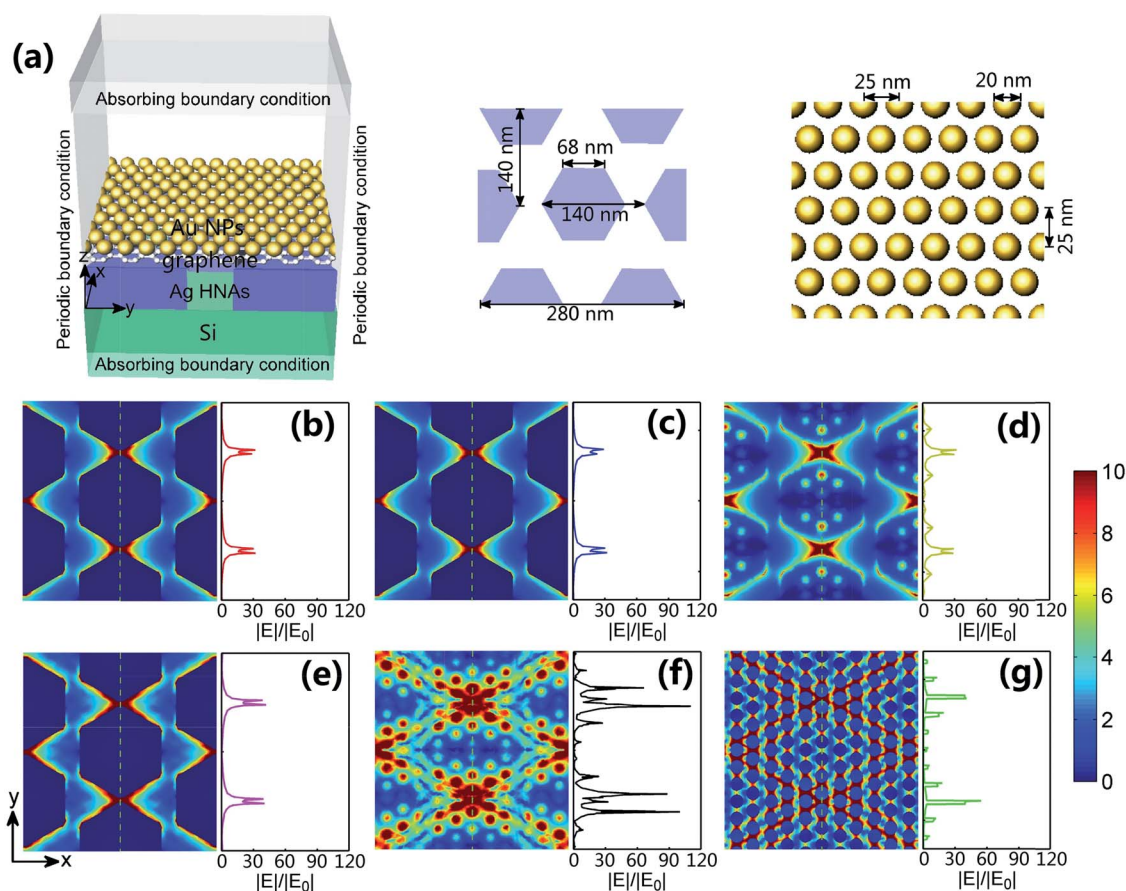 (a)
Absorbing boundary condition
Periodic boundary condition
Periodic boundary condition
Au NPs
graphene
Ag HNAs
Si
Absorbing boundary condition
z
x
y
140 nm
68 nm
140 nm
280 nm
25 nm
20 nm
25 nm
(b)
0 30 60 90 120
|E|/|E₀|
(c)
0 30 60 90 120
|E|/|E₀|
(d)
0 30 60 90 120
|E|/|E₀|
10
8
6
4
2
0
(e)
0 30 60 90 120
|E|/|E₀|
y
x
(f)
0 30 60 90 120
|E|/|E₀|
(g)
0 30 60 90 120
|E|/|E₀|